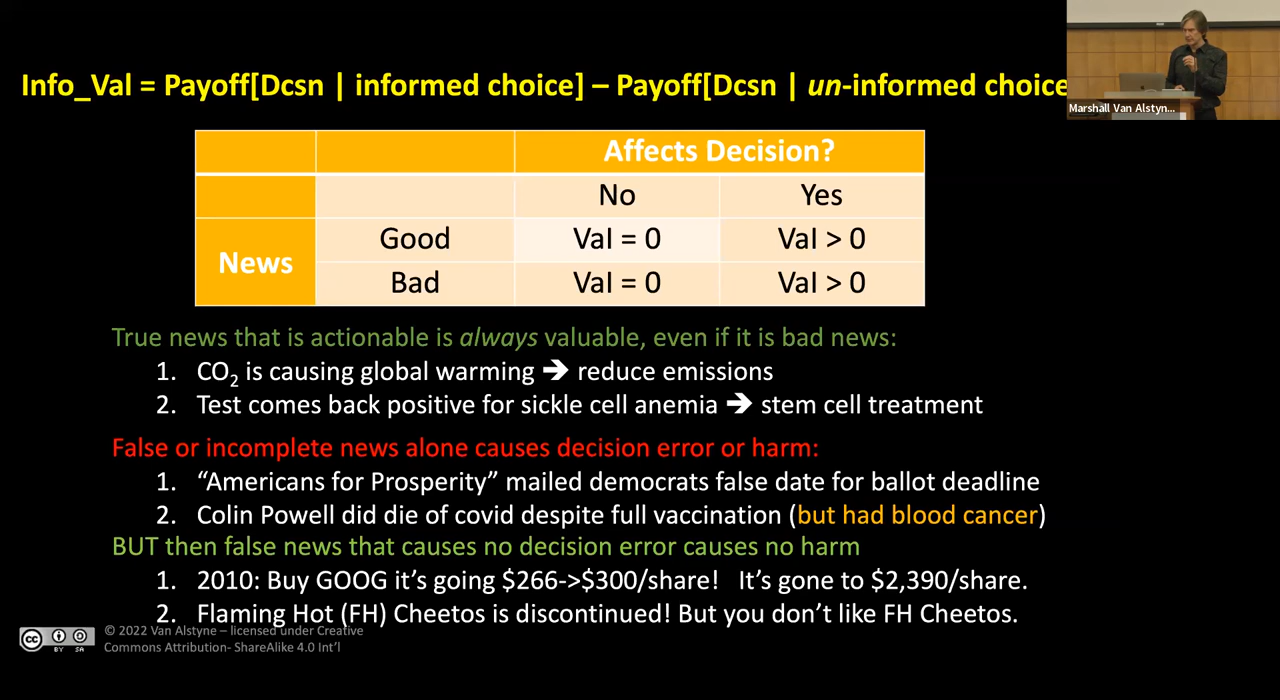 Info_Val = Payoff[Dcsn | informed choice] – Payoff[Dcsn | un-informed choice
Marshall Van Alstyn...
Affects Decision?
No Yes
News
Good Val = 0 Val > 0
Bad Val = 0 Val > 0
True news that is actionable is always valuable, even if it is bad news:
1. CO2 is causing global warming ➔ reduce emissions
2. Test comes back positive for sickle cell anemia ➔ stem cell treatment
False or incomplete news alone causes decision error or harm:
1. “Americans for Prosperity” mailed democrats false date for ballot deadline
2. Colin Powell did die of covid despite full vaccination (but had blood cancer)
BUT then false news that causes no decision error causes no harm
1. 2010: Buy GOOG it’s going $266->$300/share! It’s gone to $2,390/share.
2. Flaming Hot (FH) Cheetos is discontinued! But you don’t like FH Cheetos.
cc BY SA
© 2022 Van Alstyne – licensed under Creative
Commons Attribution- ShareAlike 4.0 Int’l